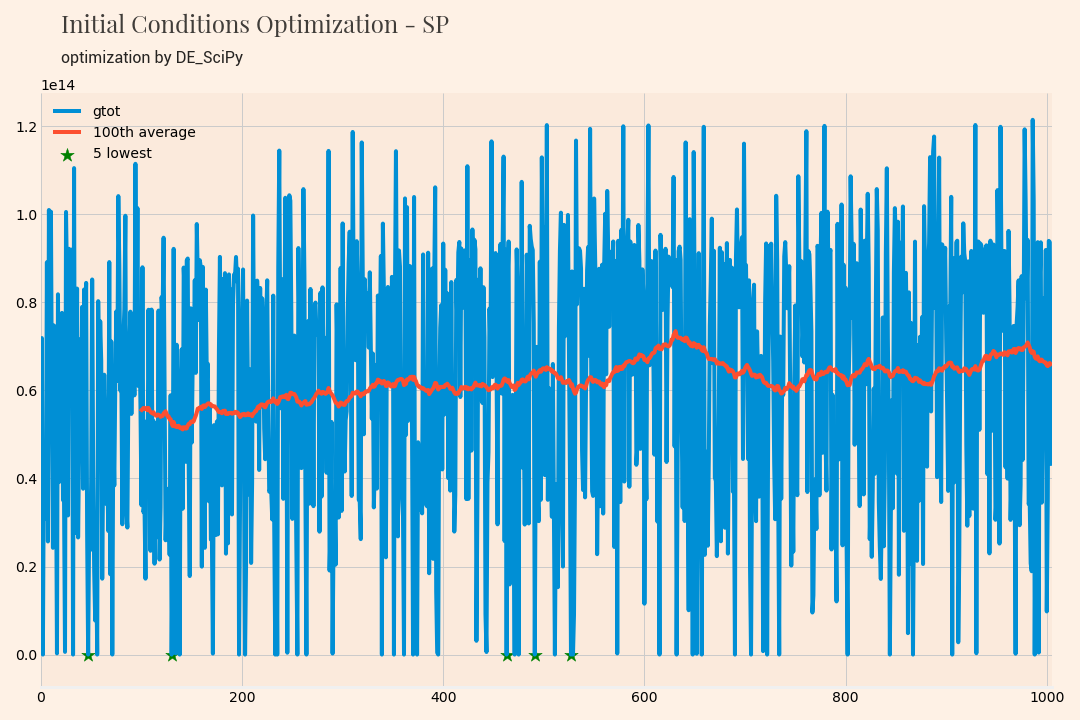 Initial Conditions Optimization - SP
optimization by DE_SciPy
1e14
gtot
100th average
5 lowest
1.2
1.0
0.8
0.6
0.4
0.2
0.0
0 200 400 600 800 1000